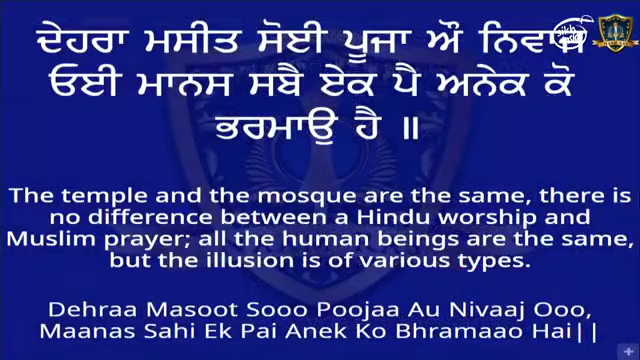 ਦੇਹਰਾ ਮਸੀਤ ਸੋਈ ਪੂਜਾ ਔ ਨਿਵਾਜ
ਓਈ ਮਾਨਸ ਸਬੈ ਏਕ ਪੈ ਅਨੇਕ ਕੋ
ਭਰਮਾਉ ਹੈ ॥
The temple and the mosque are the same, there is
no difference between a Hindu worship and
Muslim prayer; all the human beings are the same,
but the illusion is of various types.
Dehraa Masoot Sooo Poojaa Au Nivaaj Ooo,
Maanas Sahi Ek Pai Anek Ko Bhramaao Hai||